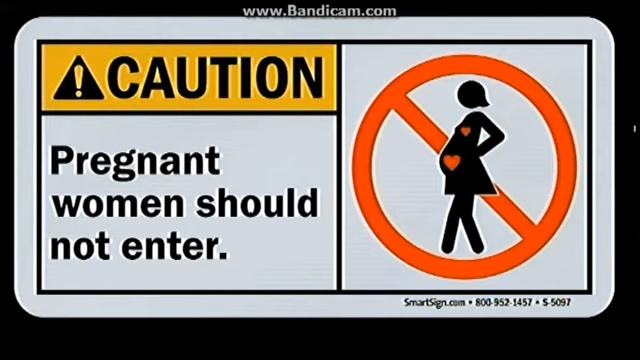 www.Bandicam.com
CAUTION
Pregnant
women should
not enter.
SmartSign.com • 800-952-1457 • S-5097